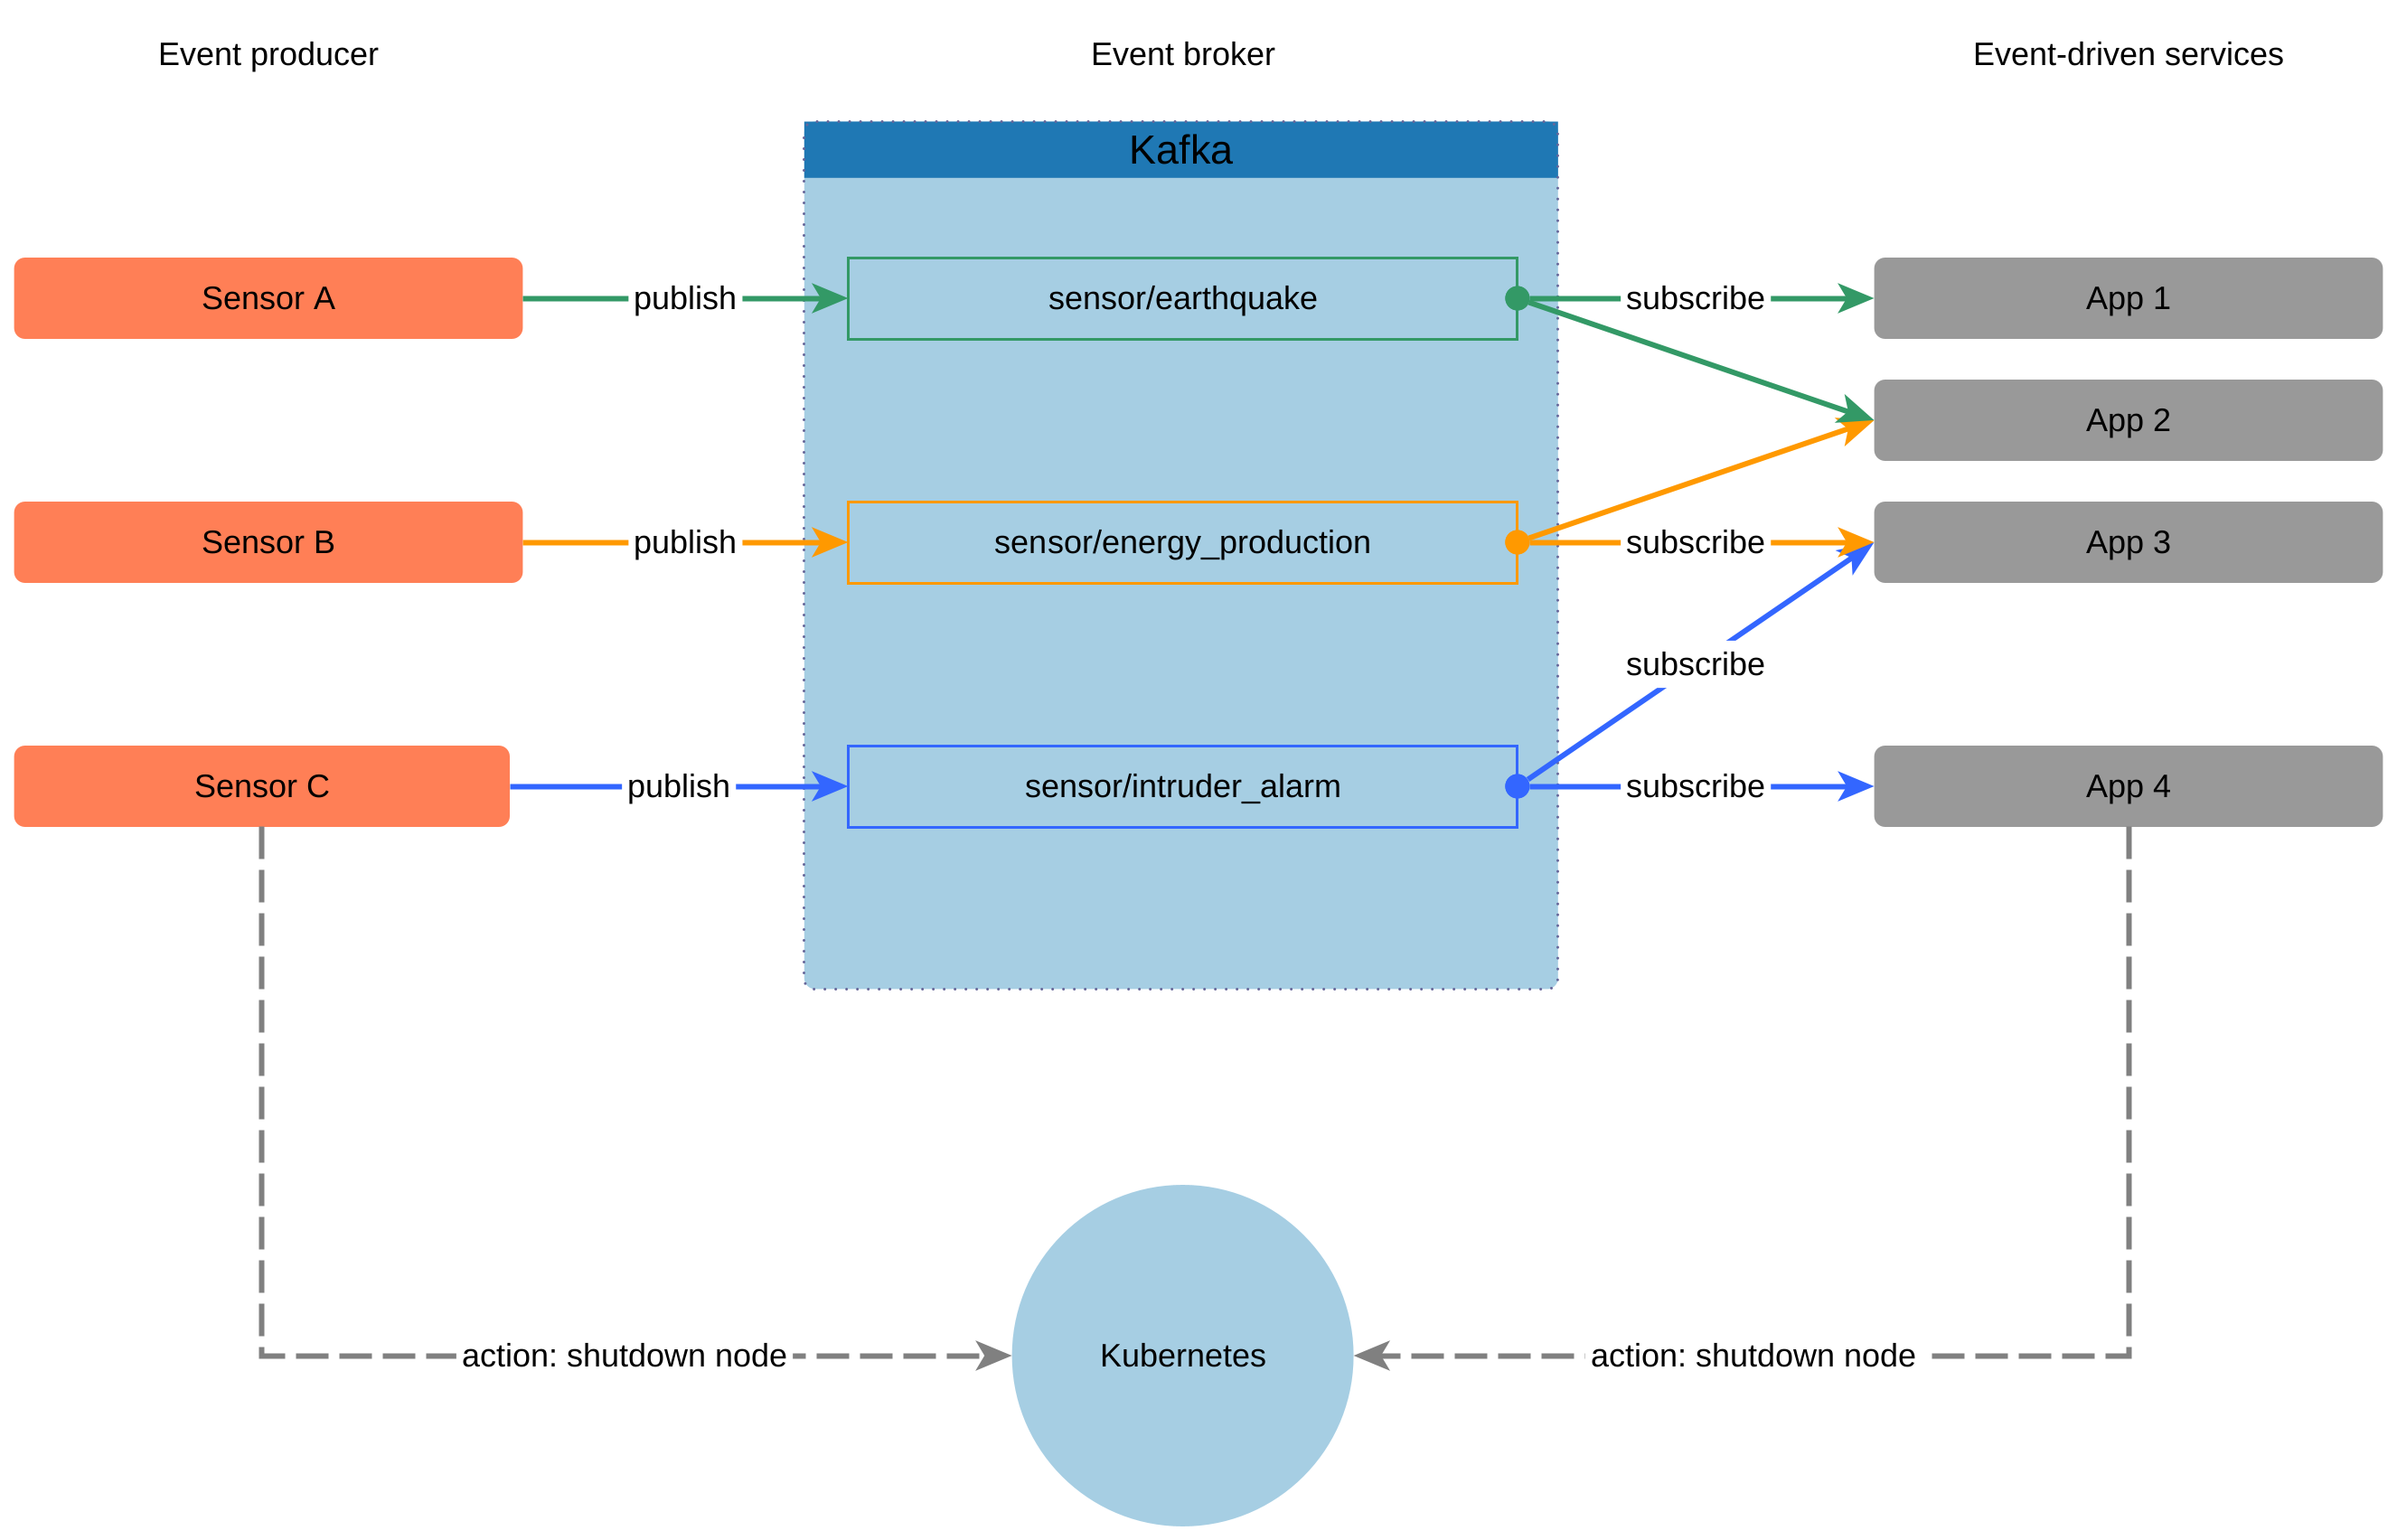 Event producer
Event broker
Event-driven services
Kafka
Sensor A
publish
sensor/earthquake
subscribe
App 1
App 2
Sensor B
publish
sensor/energy_production
subscribe
App 3
subscribe
Sensor C
publish
sensor/intruder_alarm
subscribe
App 4
action: shutdown node
Kubernetes
action: shutdown node